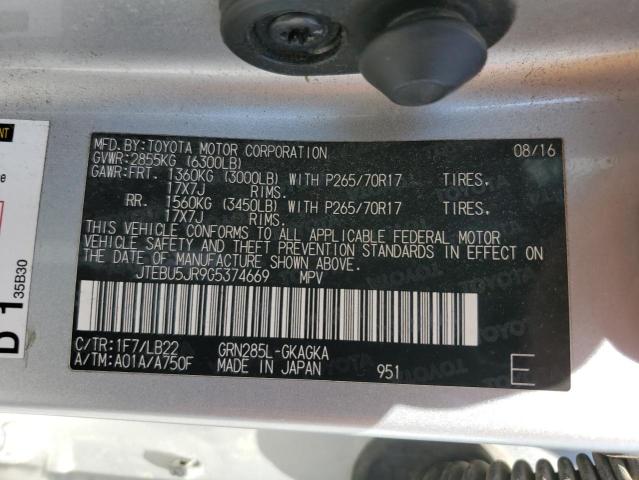 MFD.BY:TOYOTA MOTOR CORPORATION 08/16
GVWR:2855KG (6300LB)
GAWR:FRT. 1360KG (3000LB) WITH P265/70R17 TIRES,
17X7J RIMS.
RR. 1560KG (3450LB) WITH P265/70R17 TIRES,
17X7J RIMS.
THIS VEHICLE CONFORMS TO ALL APPLICABLE FEDERAL MOTOR
VEHICLE SAFETY AND THEFT PREVENTION STANDARDS IN EFFECT ON
THE DATE OF MANUFACTURE SHOWN ABOVE.
JTEBU5JR9G5374669 MPV
C/TR:1F7/LB22 GRN285L-GKAGKA
A/TM:A01A/A750F MADE IN JAPAN 951 E
35B30